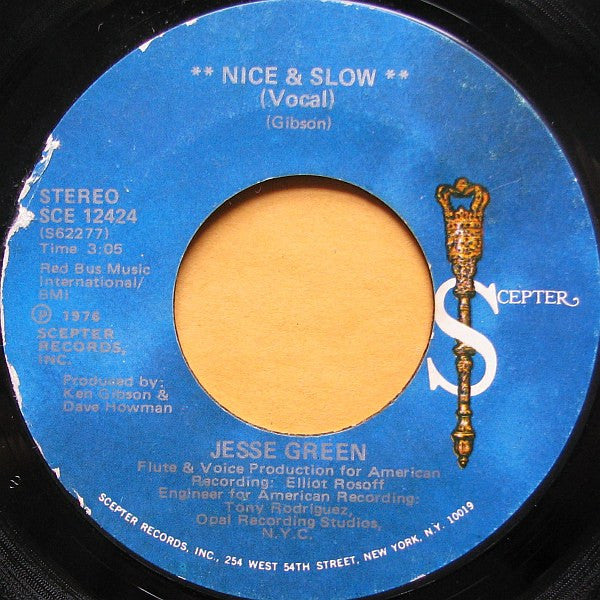 ** NICE & SLOW **
(Vocal)
(Gibson)
STEREO
SCE 12424
(S62277)
Time 3:05
Red Bus Music
International/
BMI
Ⓟ 1976
SCEPTER
RECORDS,
INC.
Produced by:
Ken Gibson &
Dave Howman
SCEPTER
JESSE GREEN
Flute & Voice Production for American
Recording: Elliot Rosoff
Engineer for American Recording:
Tony Rodriguez,
Opal Recording Studios,
N.Y.C.
SCEPTER RECORDS, INC., 254 WEST 54TH STREET, NEW YORK, N.Y. 10019